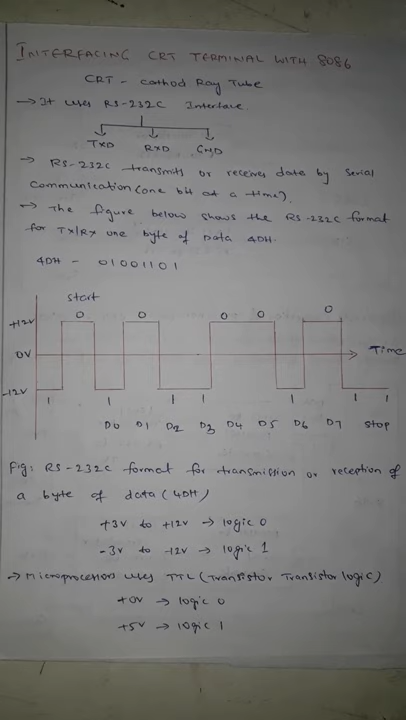 INTERFACING CRT TERMINAL WITH 8086
CRT - Cathod Ray Tube
→ It uses RS-232C Interface.
TXD RXD GND
→ RS-232C transmits or receives data by serial
communication (one bit at a time).
→ The figure below shows the RS-232C format
for TX/RX one byte of Data 4DH.
4DH - 01001101
start
0 0 0 0 0
+12V
0V
Time
-12V
1 1 1 1 1 1 1
D0 D1 D2 D3 D4 D5 D6 D7 stop
Fig: RS-232C format for transmission or reception of
a byte of data (4DH)
+3V to +12V → logic 0
-3V to -12V → logic 1
→ Microprocessors uses TTL (Transistor Transistor logic)
+0V → logic 0
+5V → logic 1